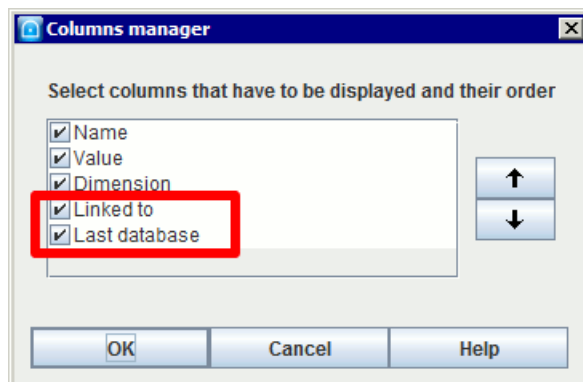 Columns manager
Select columns that have to be displayed and their order
Name
Value
Dimension
Linked to
Last database
OK
Cancel
Help